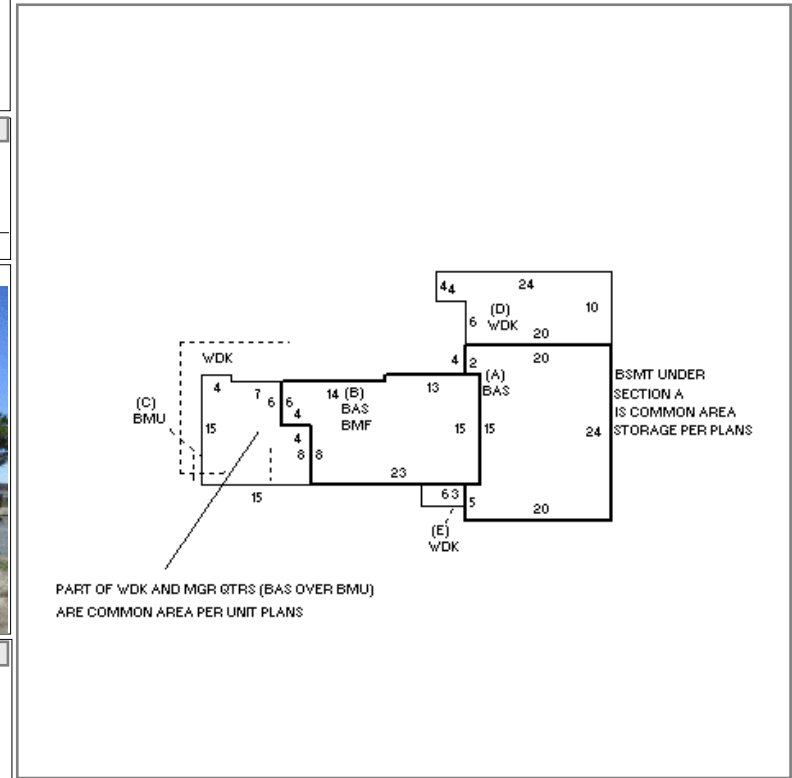 4 4 24
10
6 (D)
WDK
20
WDK
4 2 20
(A)
BAS
BSMT UNDER
SECTION A
IS COMMON AREA
STORAGE PER PLANS
4 7 6 6 14 (B) 13
BAS
BMF
4
(C)
BMU
15 4 15 15 24
8 8
23
15
6 3 5
20
(E)
WDK
PART OF WDK AND MGR QTRS (BAS OVER BMU)
ARE COMMON AREA PER UNIT PLANS